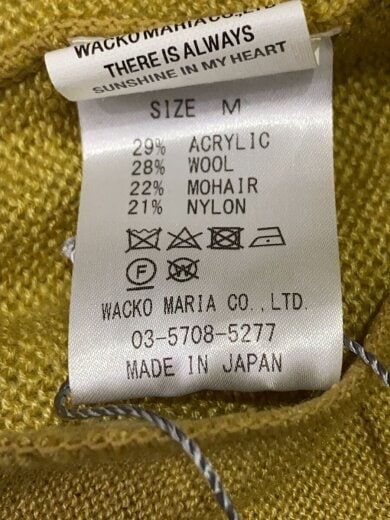 WACKO MARIA CO., LTD.
THERE IS ALWAYS
SUNSHINE IN MY HEART
SIZE M
29% ACRYLIC
28% WOOL
22% MOHAIR
21% NYLON
F W
WACKO MARIA CO., LTD.
03-5708-5277
MADE IN JAPAN